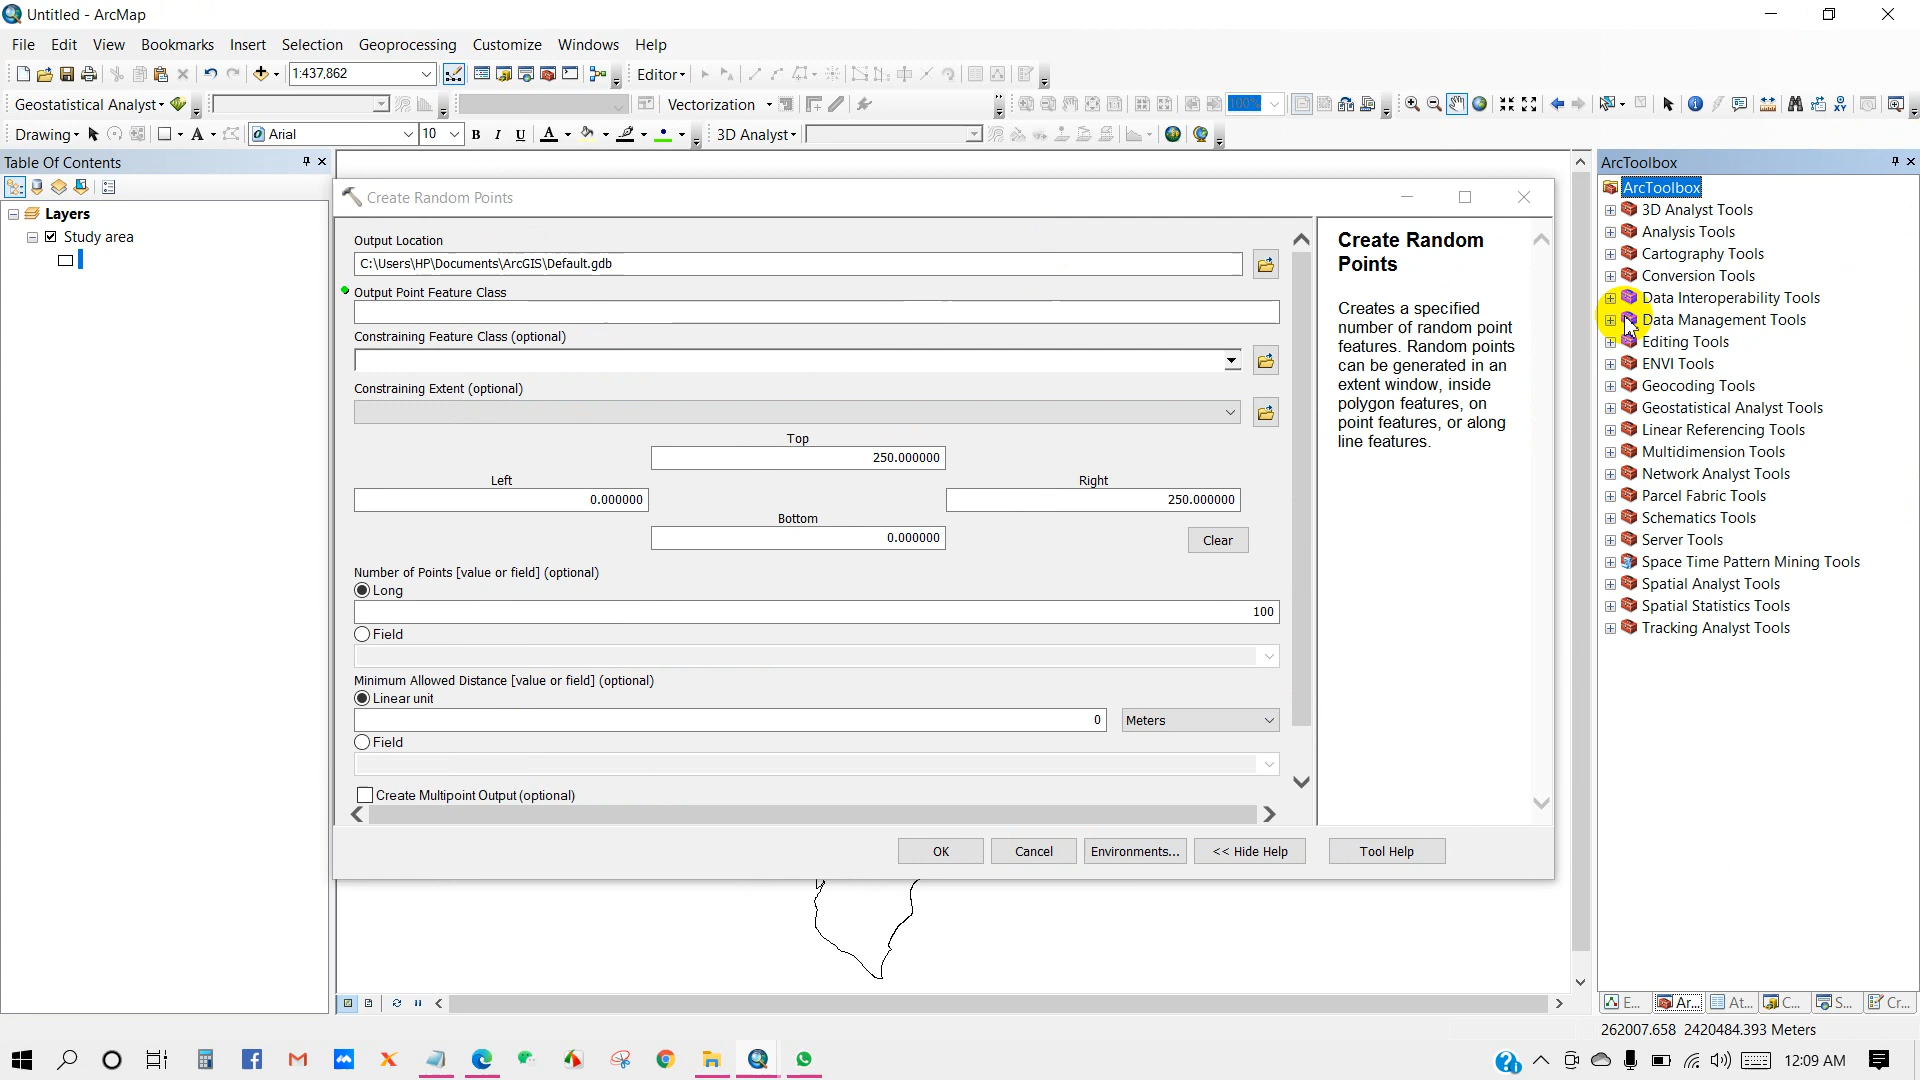 Untitled - ArcMap
File Edit View Bookmarks Insert Selection Geoprocessing Customize Windows Help
1:437,862 Editor
Geostatistical Analyst Vectorization 100%
Drawing A Arial 10 B I U A 3D Analyst
Table Of Contents
Layers
Study area
Create Random Points
Output Location
C:\Users\HP\Documents\ArcGIS\Default.gdb
Output Point Feature Class
Constraining Feature Class (optional)
Constraining Extent (optional)
Top
250.000000
Left Right
0.000000 250.000000
Bottom
0.000000
Clear
Number of Points [value or field] (optional)
Long
100
Field
Minimum Allowed Distance [value or field] (optional)
Linear unit
0 Meters
Field
Create Multipoint Output (optional)
OK Cancel Environments... << Hide Help Tool Help
Create Random
Points
Creates a specified
number of random point
features. Random points
can be generated in an
extent window, inside
polygon features, on
point features, or along
line features.
ArcToolbox
ArcToolbox
3D Analyst Tools
Analysis Tools
Cartography Tools
Conversion Tools
Data Interoperability Tools
Data Management Tools
Editing Tools
ENVI Tools
Geocoding Tools
Geostatistical Analyst Tools
Linear Referencing Tools
Multidimension Tools
Network Analyst Tools
Parcel Fabric Tools
Schematics Tools
Server Tools
Space Time Pattern Mining Tools
Spatial Analyst Tools
Spatial Statistics Tools
Tracking Analyst Tools
E... Ar... At... C... S... Cr...
262007.658 2420484.393 Meters
12:09 AM